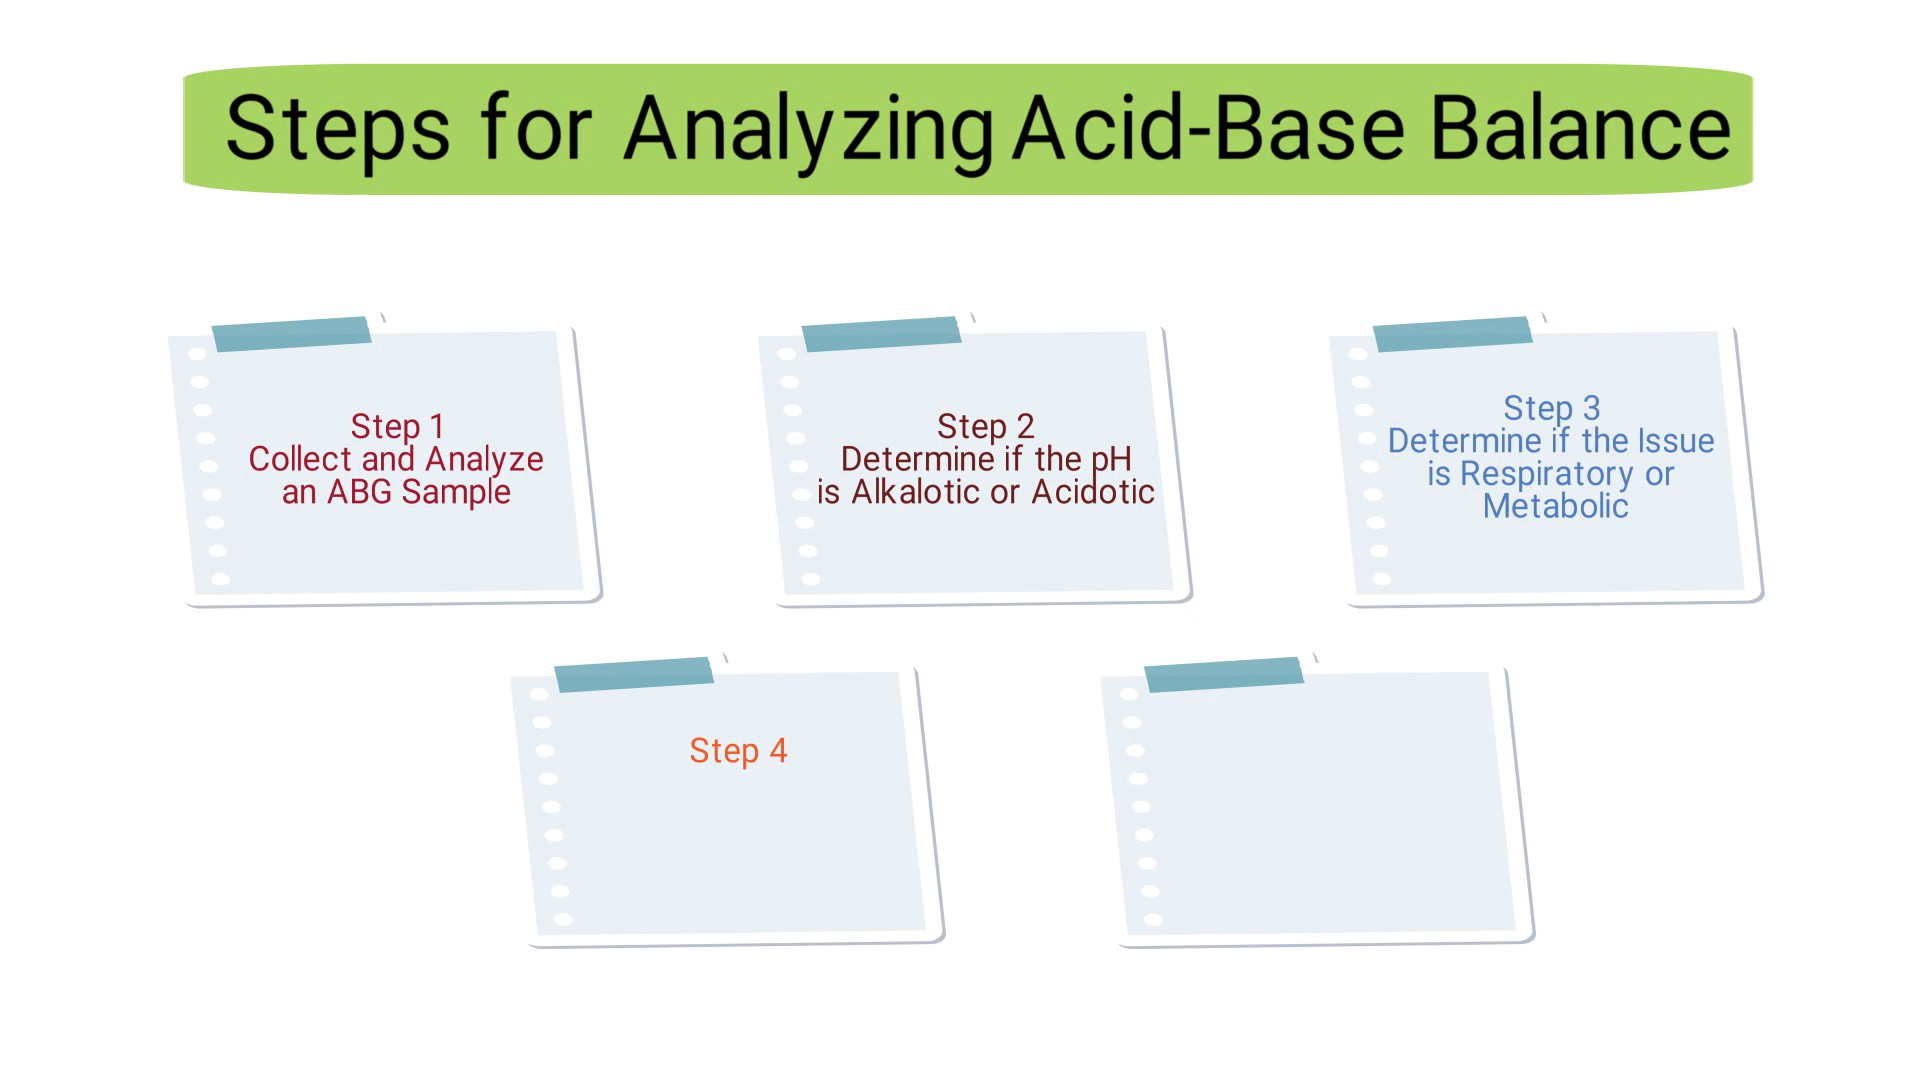 Steps for Analyzing Acid-Base Balance
Step 1
Collect and Analyze
an ABG Sample
Step 2
Determine if the pH
is Alkalotic or Acidotic
Step 3
Determine if the Issue
is Respiratory or
Metabolic
Step 4